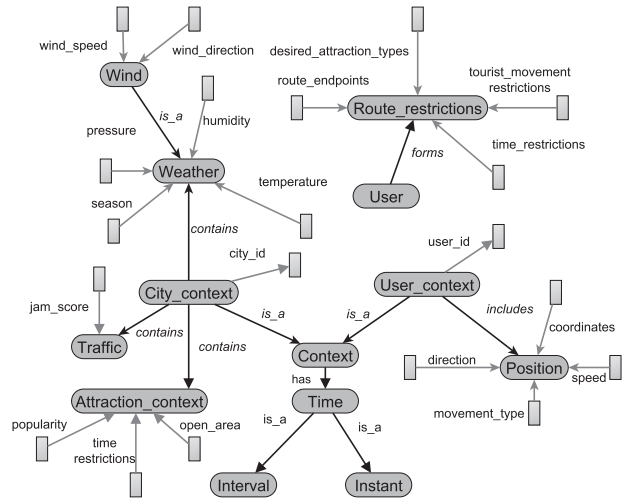 wind_speed
wind_direction
Wind
is_a
pressure
humidity
Weather
season
temperature
contains
city_id
City_context
jam_score
contains
Traffic
contains
is_a
Attraction_context
popularity
time
restrictions
open_area
desired_attraction_types
route_endpoints
tourist_movement
restrictions
Route_restrictions
forms
time_restrictions
User
user_id
User_context
is_a
includes
Context
has
Time
is_a
is_a
Interval
Instant
coordinates
direction
Position
speed
movement_type